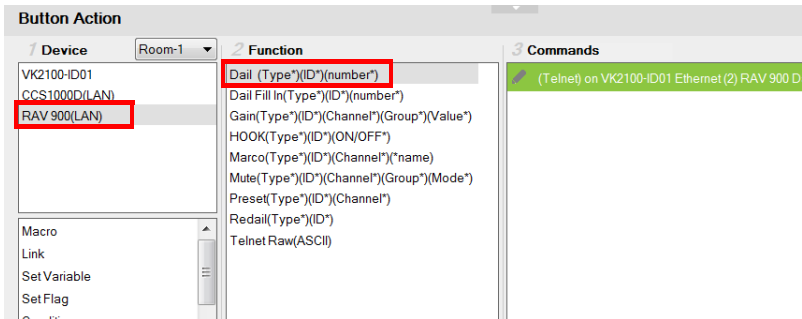 Button Action
1 Device Room-1
2 Function
3 Commands
VK2100-ID01
CCS1000D(LAN)
RAV 900(LAN)
Dail (Type*)(ID*)(number*)
Dail Fill In(Type*)(ID*)(number*)
Gain(Type*)(ID*)(Channel*)(Group*)(Value*)
HOOK(Type*)(ID*)(ON/OFF*)
Marco(Type*)(ID*)(Channel*)(*name)
Mute(Type*)(ID*)(Channel*)(Group*)(Mode*)
Preset(Type*)(ID*)(Channel*)
Redail(Type*)(ID*)
Telnet Raw(ASCII)
(Telnet) on VK2100-ID01 Ethernet (2) RAV 900 D
Macro
Link
Set Variable
Set Flag